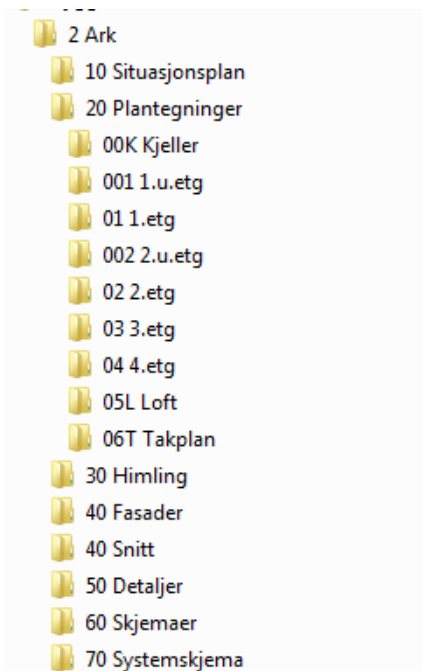 2 Ark
10 Situasjonsplan
20 Plantegninger
00K Kjeller
001 1.u.etg
01 1.etg
002 2.u.etg
02 2.etg
03 3.etg
04 4.etg
05L Loft
06T Takplan
30 Himling
40 Fasader
40 Snitt
50 Detaljer
60 Skjemaer
70 Systemskjema